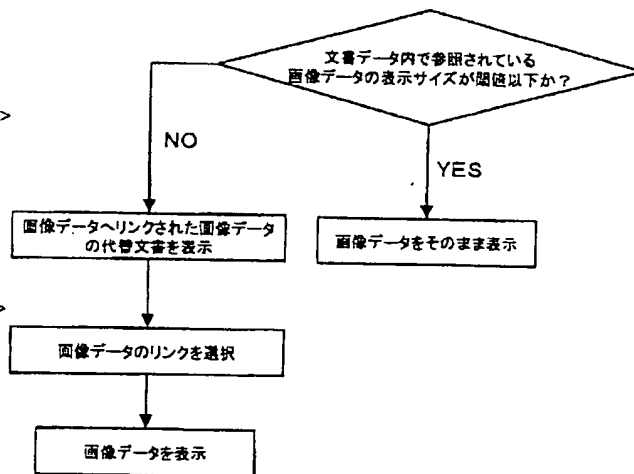 文書データ内で参照されている
画像データの表示サイズが閾値以下か？
>
NO
YES
画像データへリンクされた画像データ
の代替文書を表示
画像データをそのまま表示
>
画像データのリンクを選択
画像データを表示